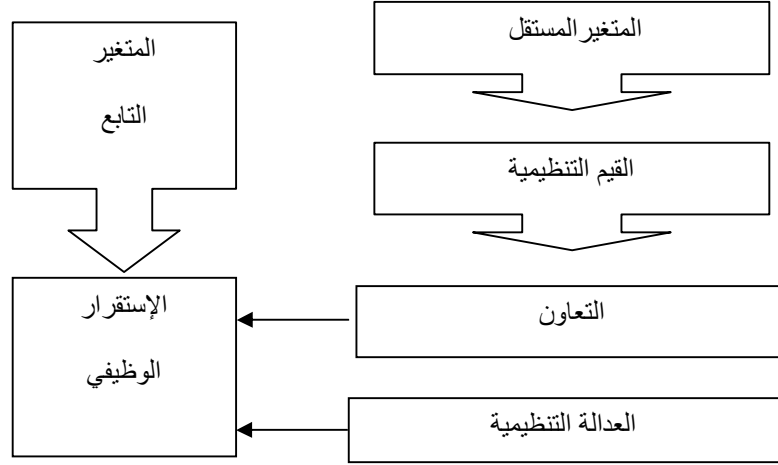 المتغير المستقل
القيم التنظيمية
التعاون
العدالة التنظيمية
المتغير
التابع
الإستقرار
الوظيفي